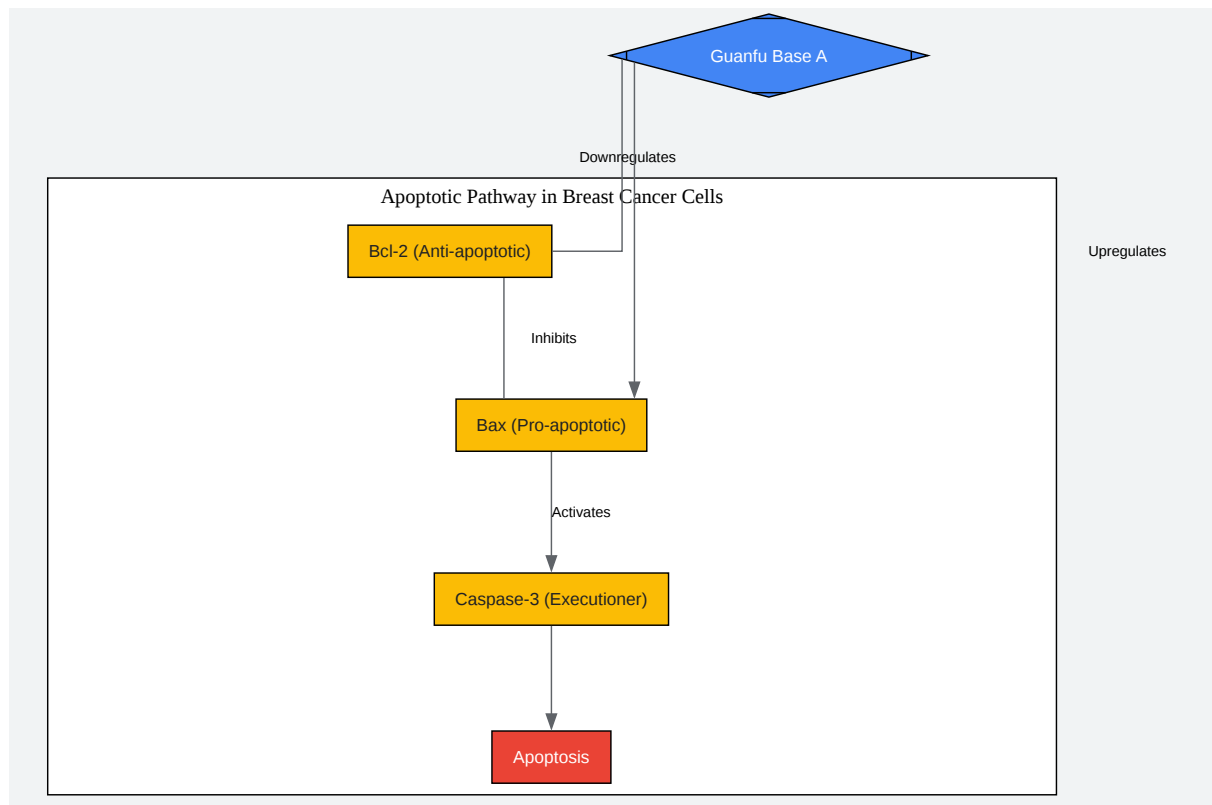 Guanfu Base A
Downregulates
Apoptotic Pathway in Breast Cancer Cells
Bcl-2 (Anti-apoptotic)
Upregulates
Inhibits
Bax (Pro-apoptotic)
Activates
Caspase-3 (Executioner)
Apoptosis